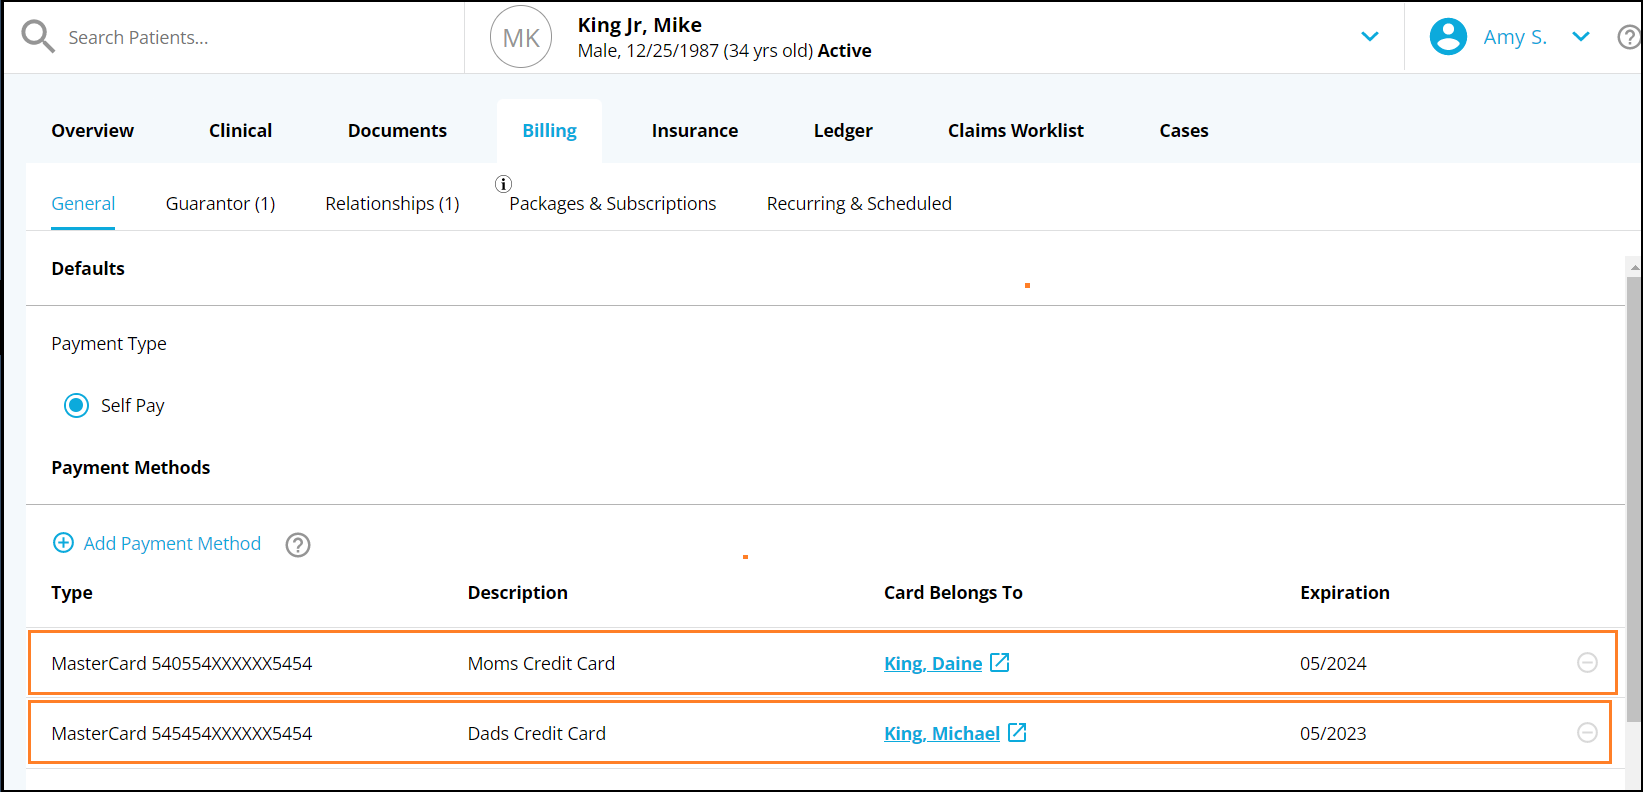 Search Patients...
MK
King Jr, Mike
Male, 12/25/1987 (34 yrs old) Active
Amy S.
?
Overview Clinical Documents Billing Insurance Ledger Claims Worklist Cases
i
General Guarantor (1) Relationships (1) Packages & Subscriptions Recurring & Scheduled
Defaults
Payment Type
Self Pay
Payment Methods
Add Payment Method ?
Type Description Card Belongs To Expiration
MasterCard 540554XXXXXX5454 Moms Credit Card King, Daine 05/2024
MasterCard 545454XXXXXX5454 Dads Credit Card King, Michael 05/2023